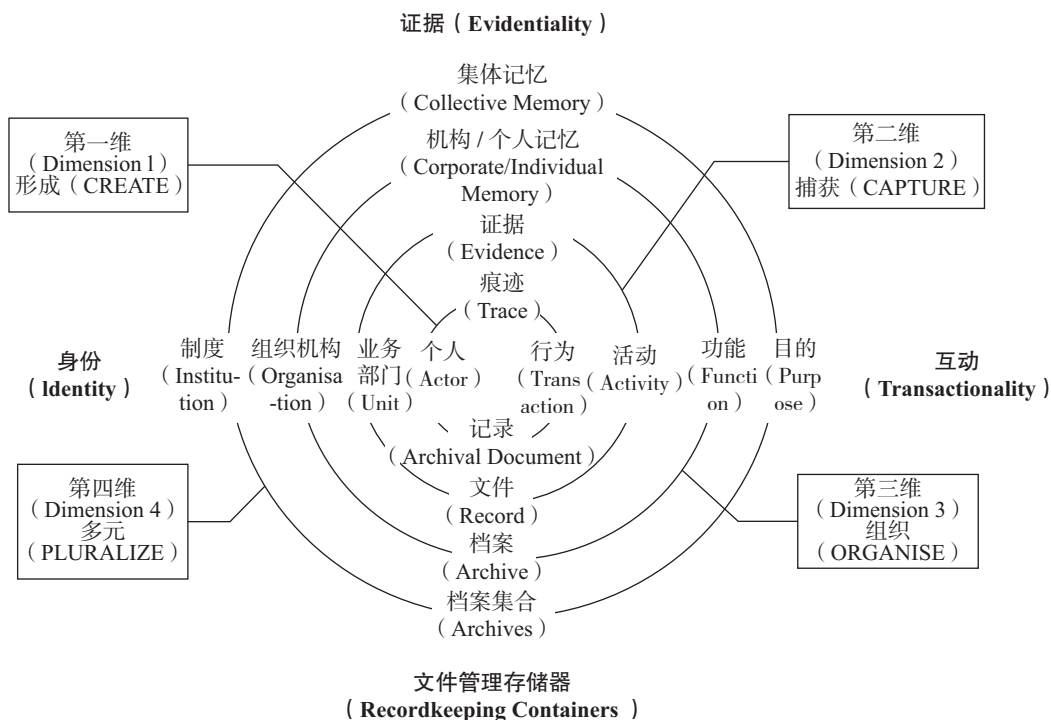 证据（Evidentiality）
集体记忆
（Collective Memory）
机构 / 个人记忆
（Corporate/Individual
Memory）
证据
（Evidence）
痕迹
（Trace）
第一维
（Dimension l）
形成（CREATE）
第二维
（Dimension 2）
捕获（CAPTURE）
身份
（ldentity）
制度
（Institu-
tion）
组织机构
（Organisa
-tion）
业务
部门
（Unit）
个人
（Actor）
行为
（Trans
action）
活动
（Activity）
功能
（Functi
on）
目的
（Purp
ose）
互动
（Transactionality）
记录
（Archival Document）
文件
（Record）
档案
（Archive）
档案集合
（Archives）
第四维
（Dimension 4）
多元
（PLURALIZE）
第三维
（Dimension 3）
组织
（ORGANISE）
文件管理存储器
（Recordkeeping Containers ）